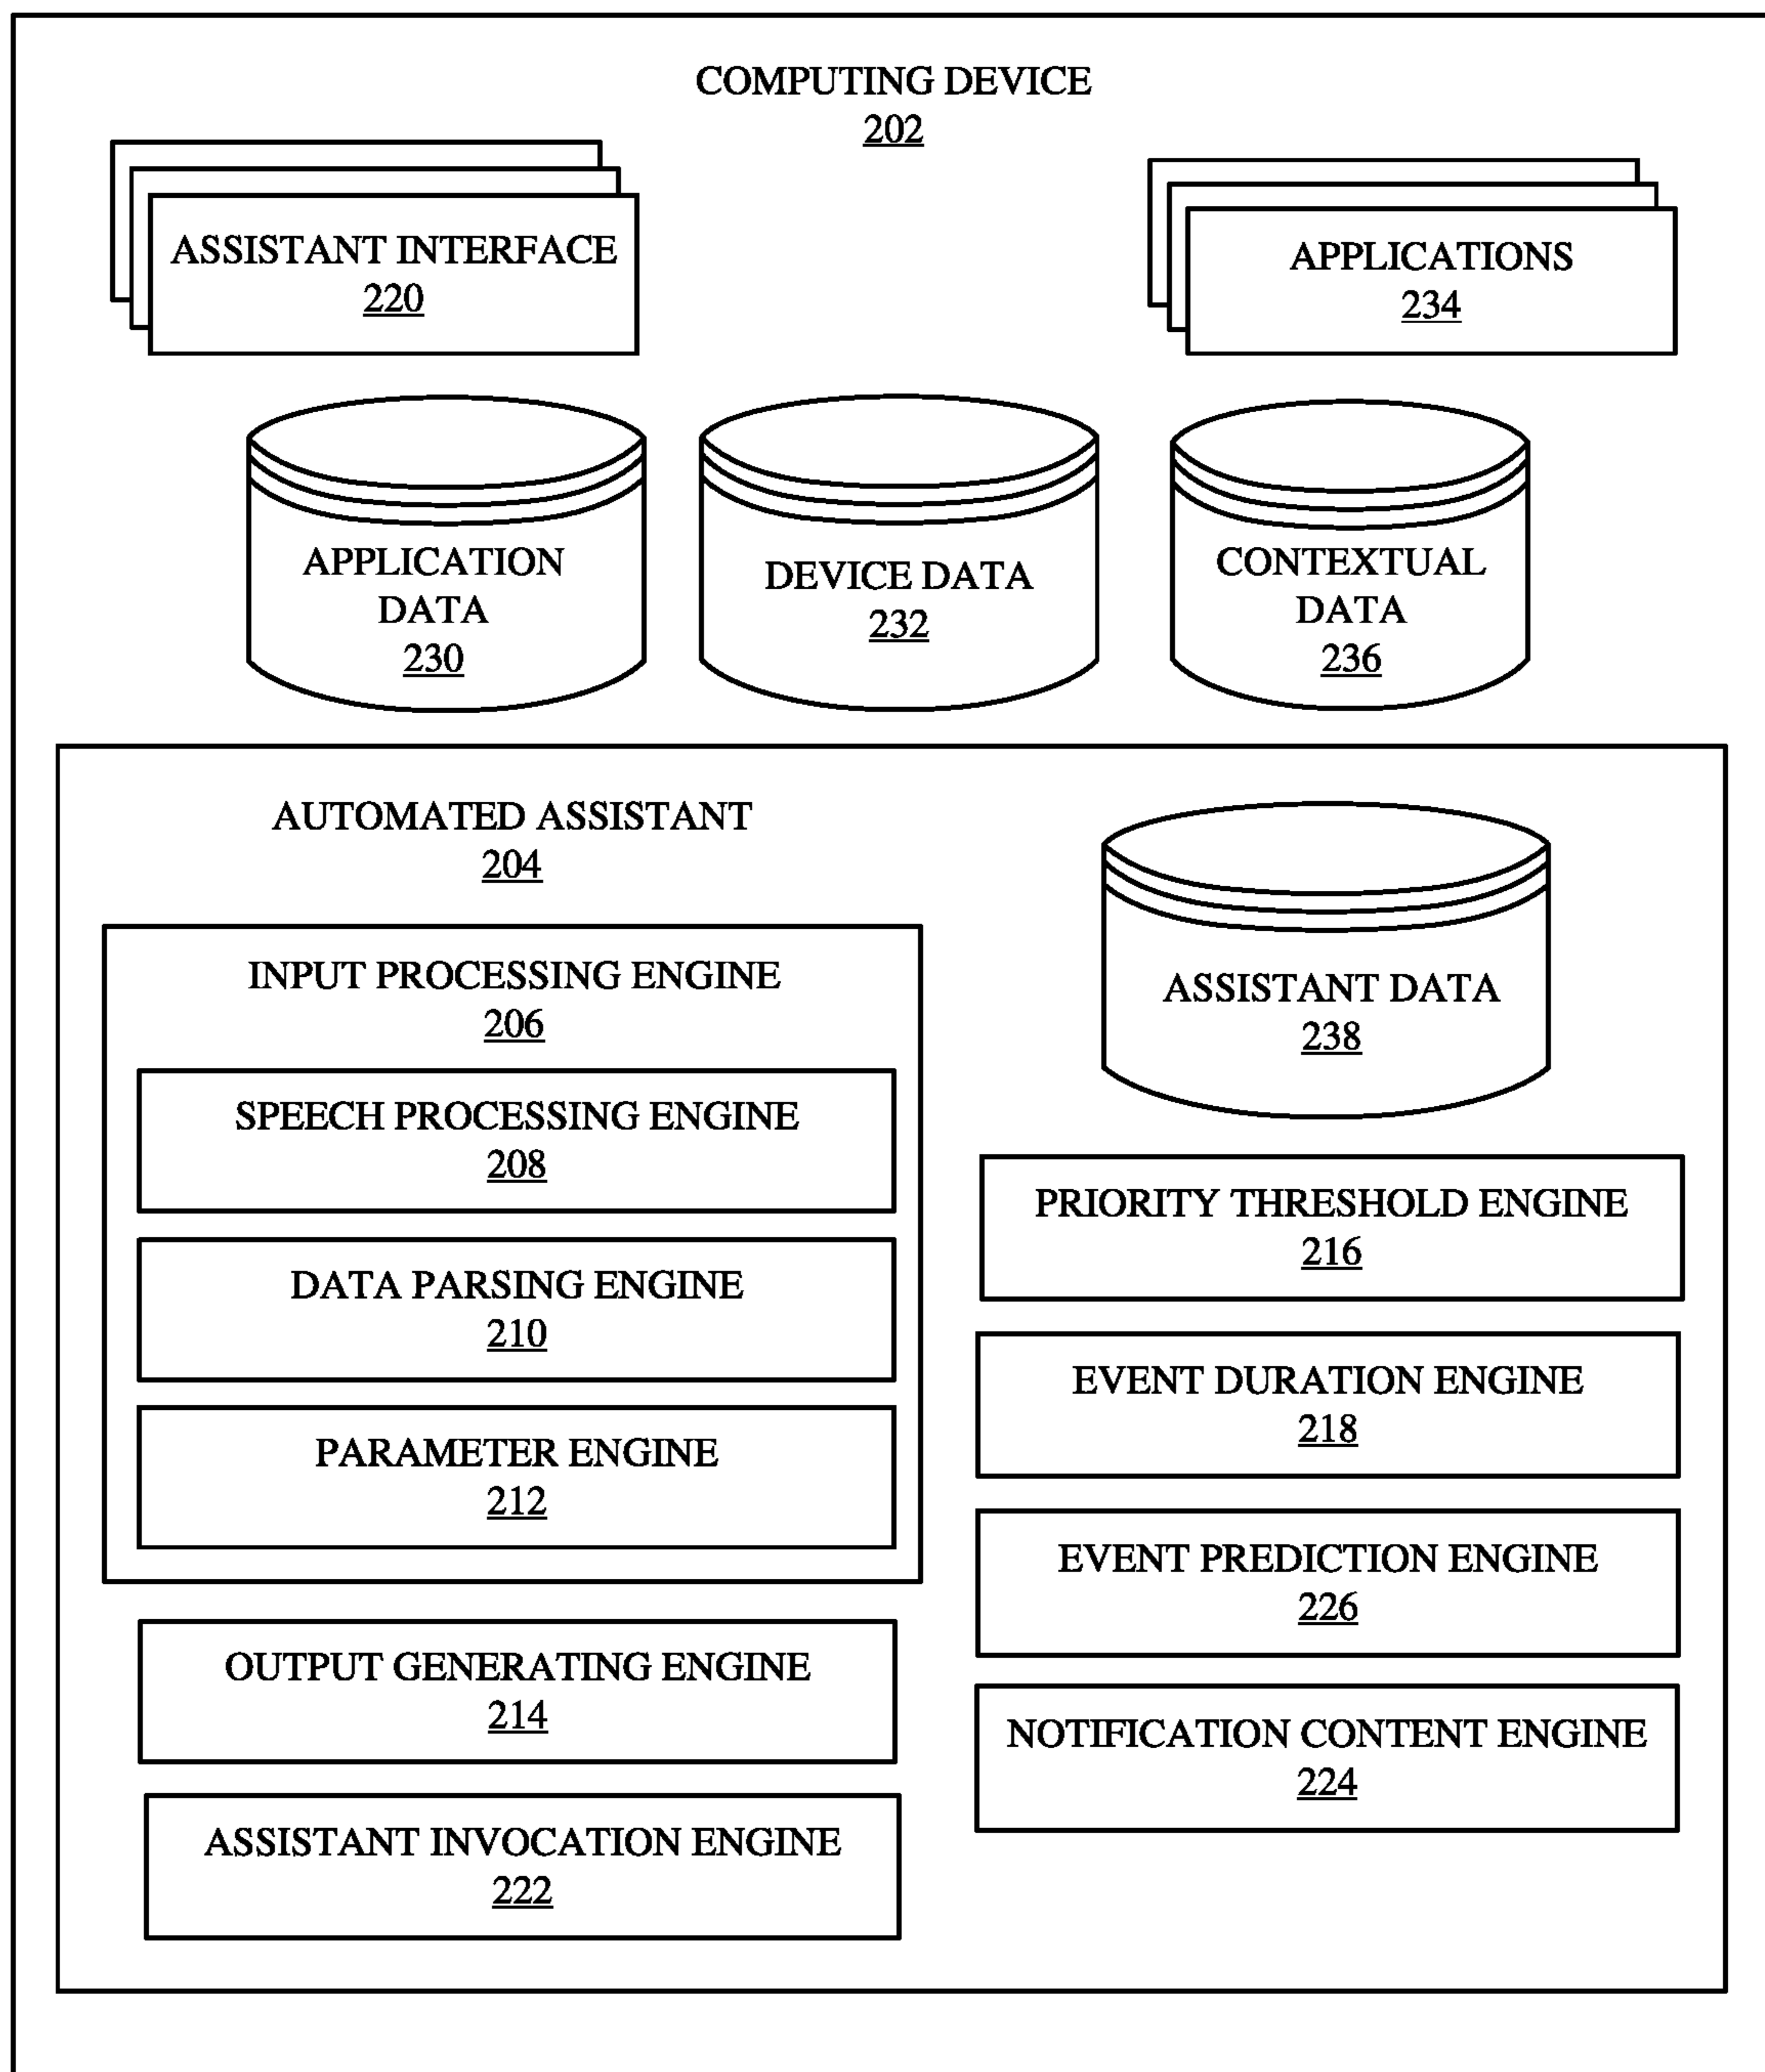 COMPUTING DEVICE
202
ASSISTANT INTERFACE
220
APPLICATIONS
234
APPLICATION
DATA
230
DEVICE DATA
232
CONTEXTUAL
DATA
236
AUTOMATED ASSISTANT
204
INPUT PROCESSING ENGINE
206
SPEECH PROCESSING ENGINE
208
DATA PARSING ENGINE
210
PARAMETER ENGINE
212
OUTPUT GENERATING ENGINE
214
ASSISTANT INVOCATION ENGINE
222
ASSISTANT DATA
238
PRIORITY THRESHOLD ENGINE
216
EVENT DURATION ENGINE
218
EVENT PREDICTION ENGINE
226
NOTIFICATION CONTENT ENGINE
224